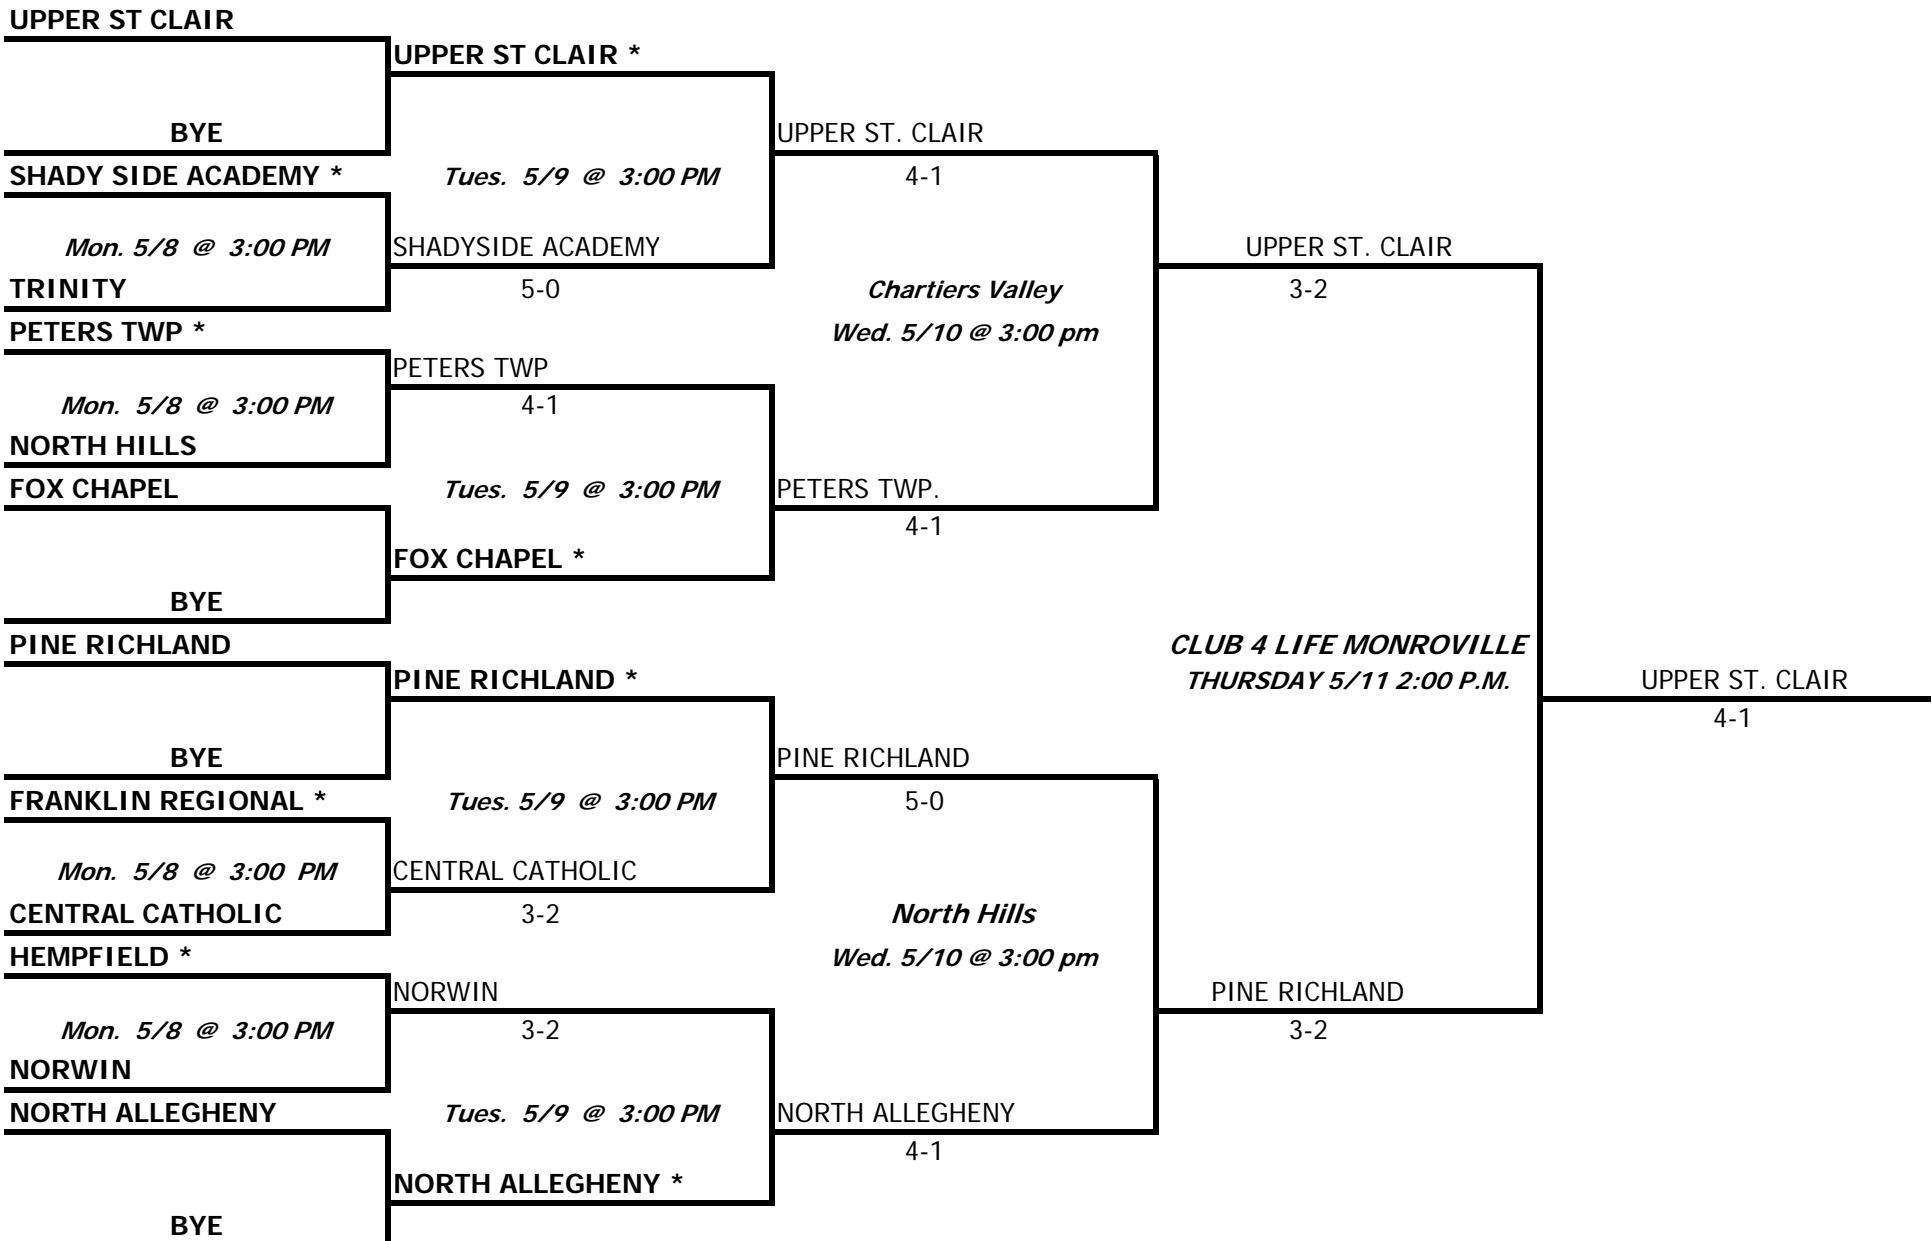 UPPER ST CLAIR
UPPER ST CLAIR *
BYE
UPPER ST. CLAIR
SHADY SIDE ACADEMY *
Tues. 5/9 @ 3:00 PM
4-1
Mon. 5/8 @ 3:00 PM
SHADYSIDE ACADEMY
UPPER ST. CLAIR
TRINITY
5-0
Chartiers Valley
3-2
PETERS TWP *
Wed. 5/10 @ 3:00 pm
PETERS TWP
Mon. 5/8 @ 3:00 PM
4-1
NORTH HILLS
FOX CHAPEL
Tues. 5/9 @ 3:00 PM
PETERS TWP.
4-1
FOX CHAPEL *
BYE
PINE RICHLAND
CLUB 4 LIFE MONROVILLE
PINE RICHLAND *
THURSDAY 5/11 2:00 P.M.
UPPER ST. CLAIR
4-1
BYE
PINE RICHLAND
FRANKLIN REGIONAL *
Tues. 5/9 @ 3:00 PM
5-0
Mon. 5/8 @ 3:00 PM
CENTRAL CATHOLIC
CENTRAL CATHOLIC
3-2
North Hills
HEMPFIELD *
Wed. 5/10 @ 3:00 pm
NORWIN
PINE RICHLAND
Mon. 5/8 @ 3:00 PM
3-2
3-2
NORWIN
NORTH ALLEGHENY
Tues. 5/9 @ 3:00 PM
NORTH ALLEGHENY
4-1
NORTH ALLEGHENY *
BYE